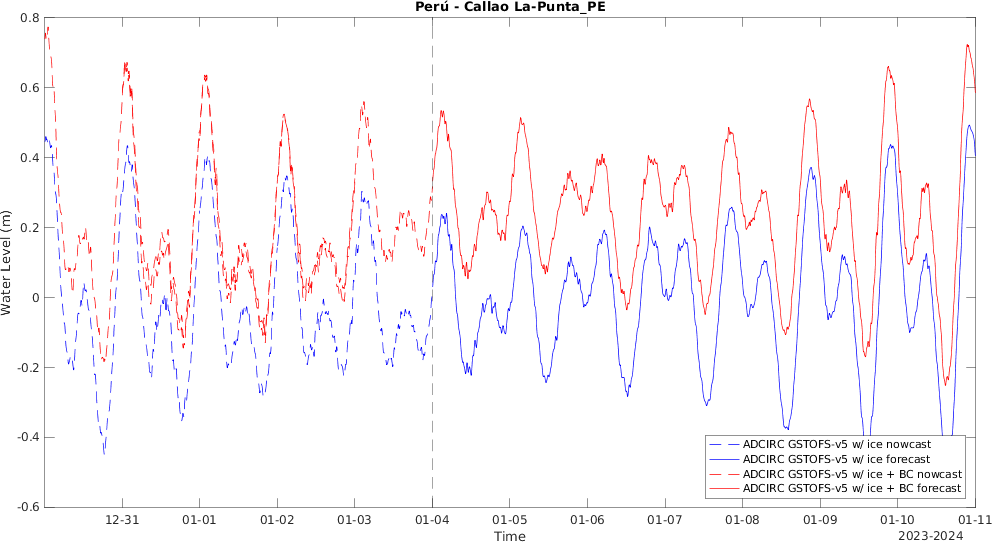 Perú - Callao La-Punta_PE
0.8
0.6
0.4
0.2
0
-0.2
-0.4
-0.6
Water Level (m)
ADCIRC GSTOFS-v5 w/ ice nowcast
ADCIRC GSTOFS-v5 w/ ice forecast
ADCIRC GSTOFS-v5 w/ ice + BC nowcast
ADCIRC GSTOFS-v5 w/ ice + BC forecast
12-31 01-01 01-02 01-03 01-04 01-05 01-06 01-07 01-08 01-09 01-10 01-11
Time
2023-2024